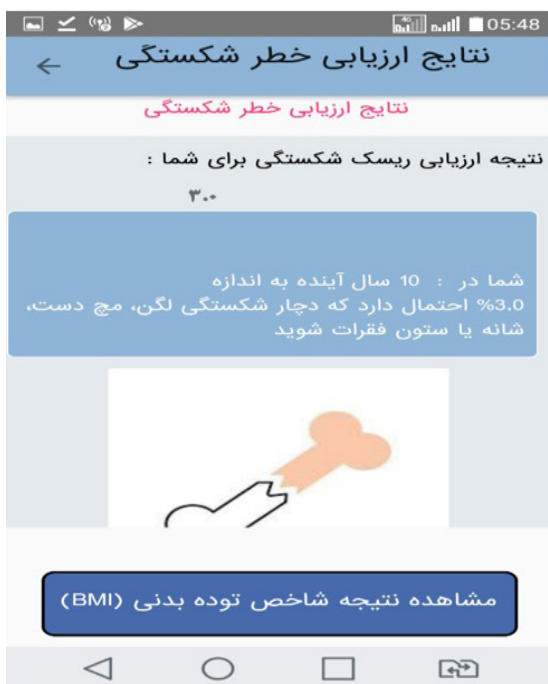 05:48
نتایج ارزیابی خطر شکستگی
نتایج ارزیابی خطر شکستگی
نتیجه ارزیابی ریسک شکستگی برای شما :
۳.۰
شما در : 10 سال آینده به اندازه
%3.0 احتمال دارد که دچار شکستگی لگن، مچ دست،
شانه یا ستون فقرات شوید
مشاهده نتیجه شاخص توده بدنی (BMI)